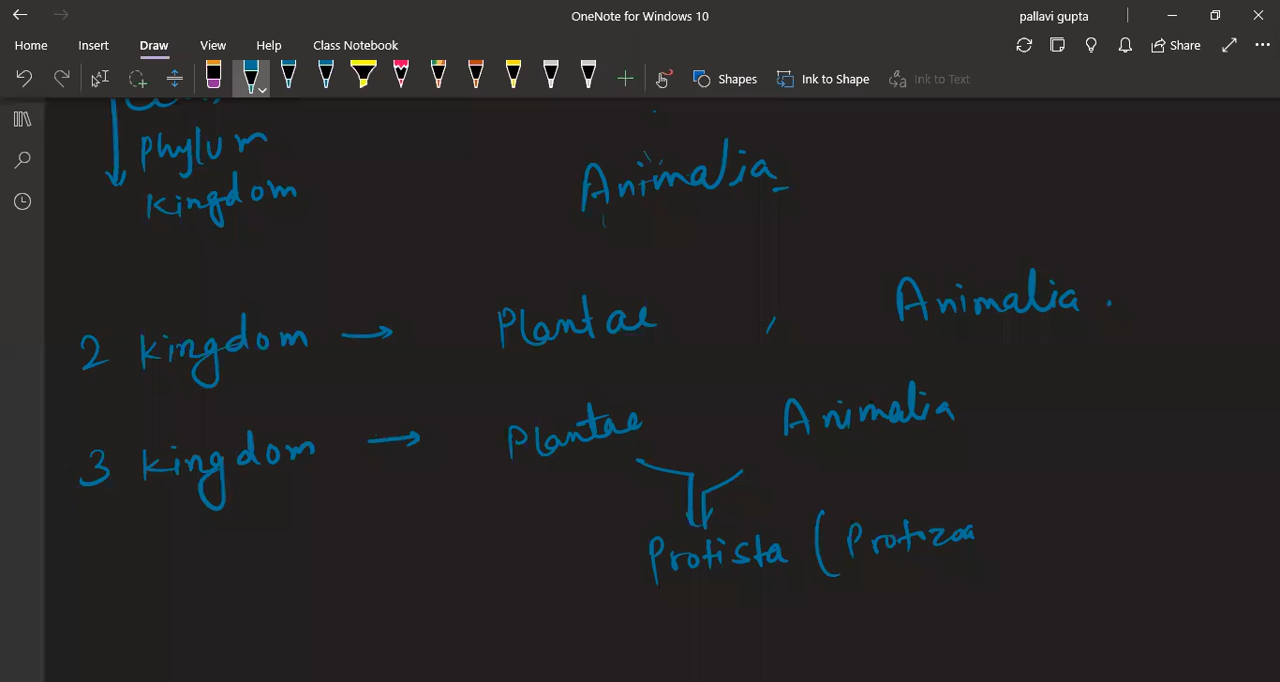 OneNote for Windows 10
pallavi gupta
Home Insert Draw View Help Class Notebook
Share
Shapes Ink to Shape Ink to Text
Phylum
Kingdom
Animalia
2 Kingdom → Plantae , Animalia .
3 Kingdom → Plantae Animalia
Protista ( Protizoa